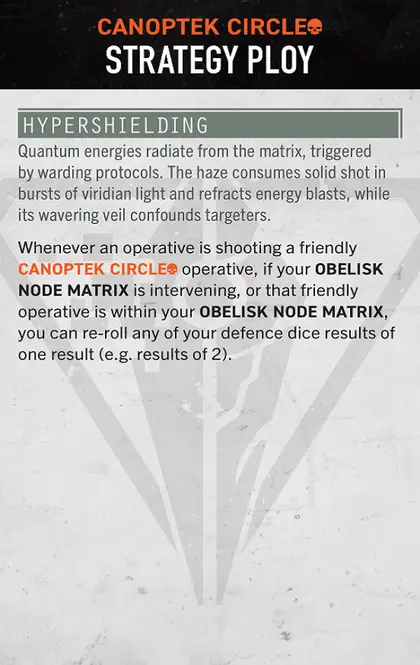 CANOPTEK CIRCLE
STRATEGY PLOY
HYPERSHIELDING
Quantum energies radiate from the matrix, triggered
by warding protocols. The haze consumes solid shot in
bursts of viridian light and refracts energy blasts, while
its wavering veil confounds targeters.
Whenever an operative is shooting a friendly
CANOPTEK CIRCLE operative, if your OBELISK
NODE MATRIX is intervening, or that friendly
operative is within your OBELISK NODE MATRIX,
you can re-roll any of your defence dice results of
one result (e.g. results of 2).